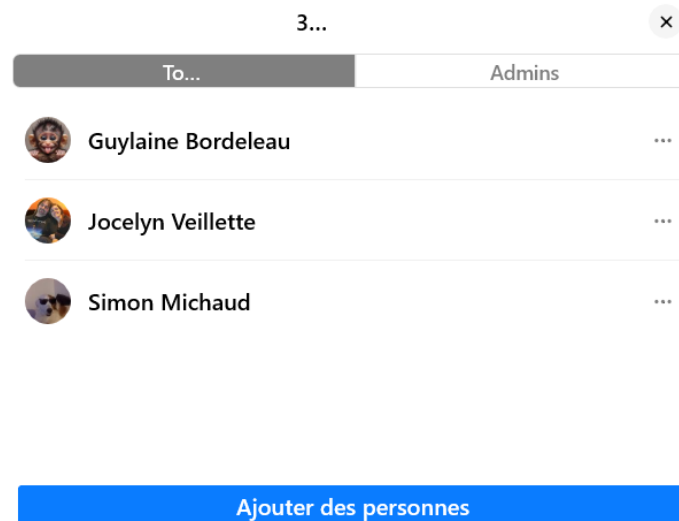 3...
To...
Admins
Guylaine Bordeleau
Jocelyn Veillette
Simon Michaud
Ajouter des personnes